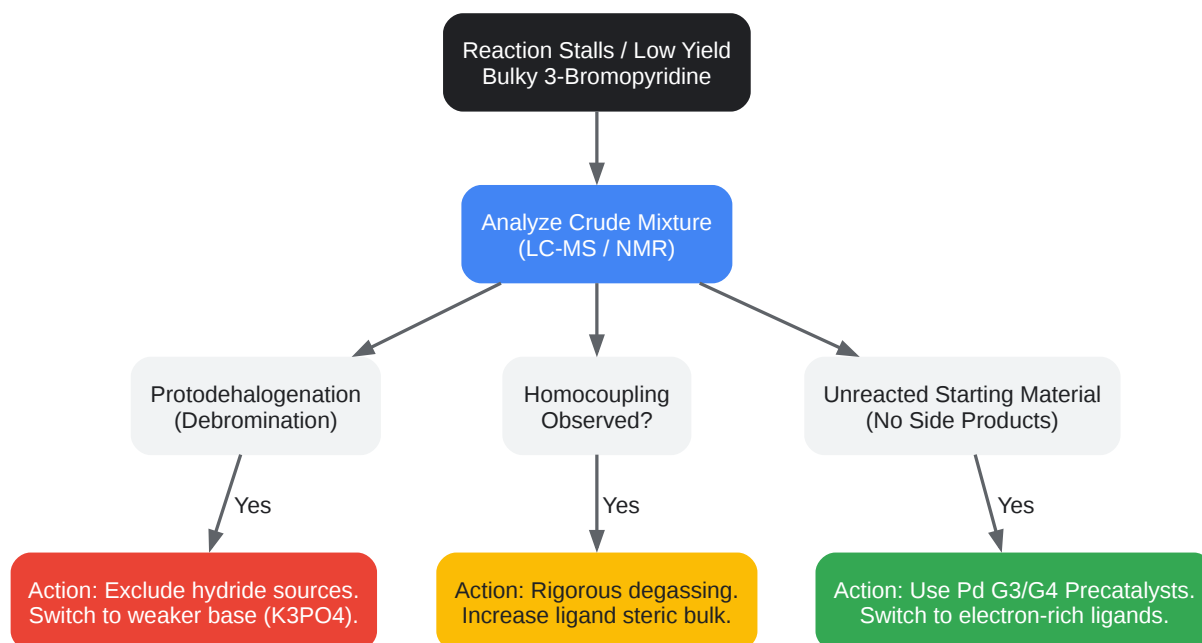 Reaction Stalls / Low Yield
Bulky 3-Bromopyridine
Analyze Crude Mixture
(LC-MS / NMR)
Protodehalogenation
(Debromination)
Homocoupling
Observed?
Unreacted Starting Material
(No Side Products)
Yes
Yes
Yes
Action: Exclude hydride sources.
Switch to weaker base (K3PO4).
Action: Rigorous degassing.
Increase ligand steric bulk.
Action: Use Pd G3/G4 Precatalysts.
Switch to electron-rich ligands.